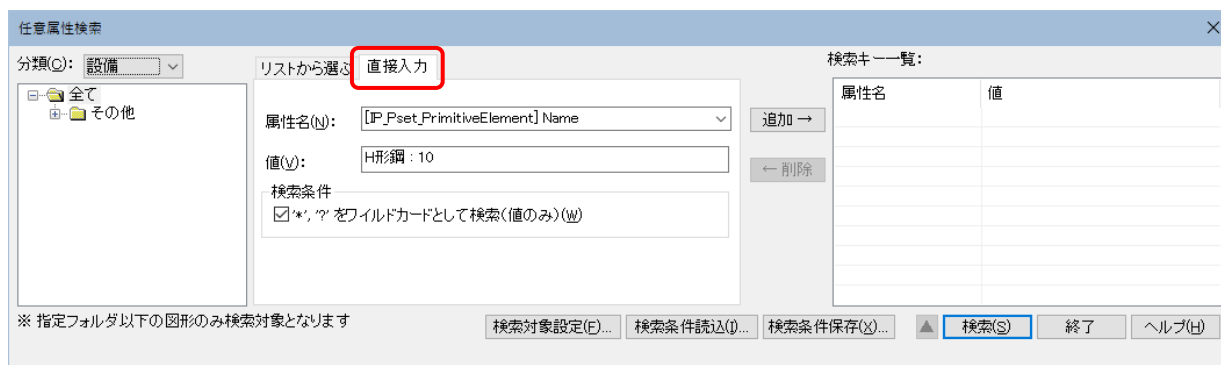 任意属性検索
分類(C): 設備
全て
その他
リストから選ぶ 直接入力
属性名(N): [IP_Pset_PrimitiveElement] Name
値(V): H形鋼：10
検索条件
'*', '?' をワイルドカードとして検索(値のみ)(W)
追加→
←削除
検索キー一覧:
属性名 値
※ 指定フォルダ以下の図形のみ検索対象となります
検索対象設定(F)... 検索条件読込(I)... 検索条件保存(X)... ▲ 検索(S) 終了 ヘルプ(H)